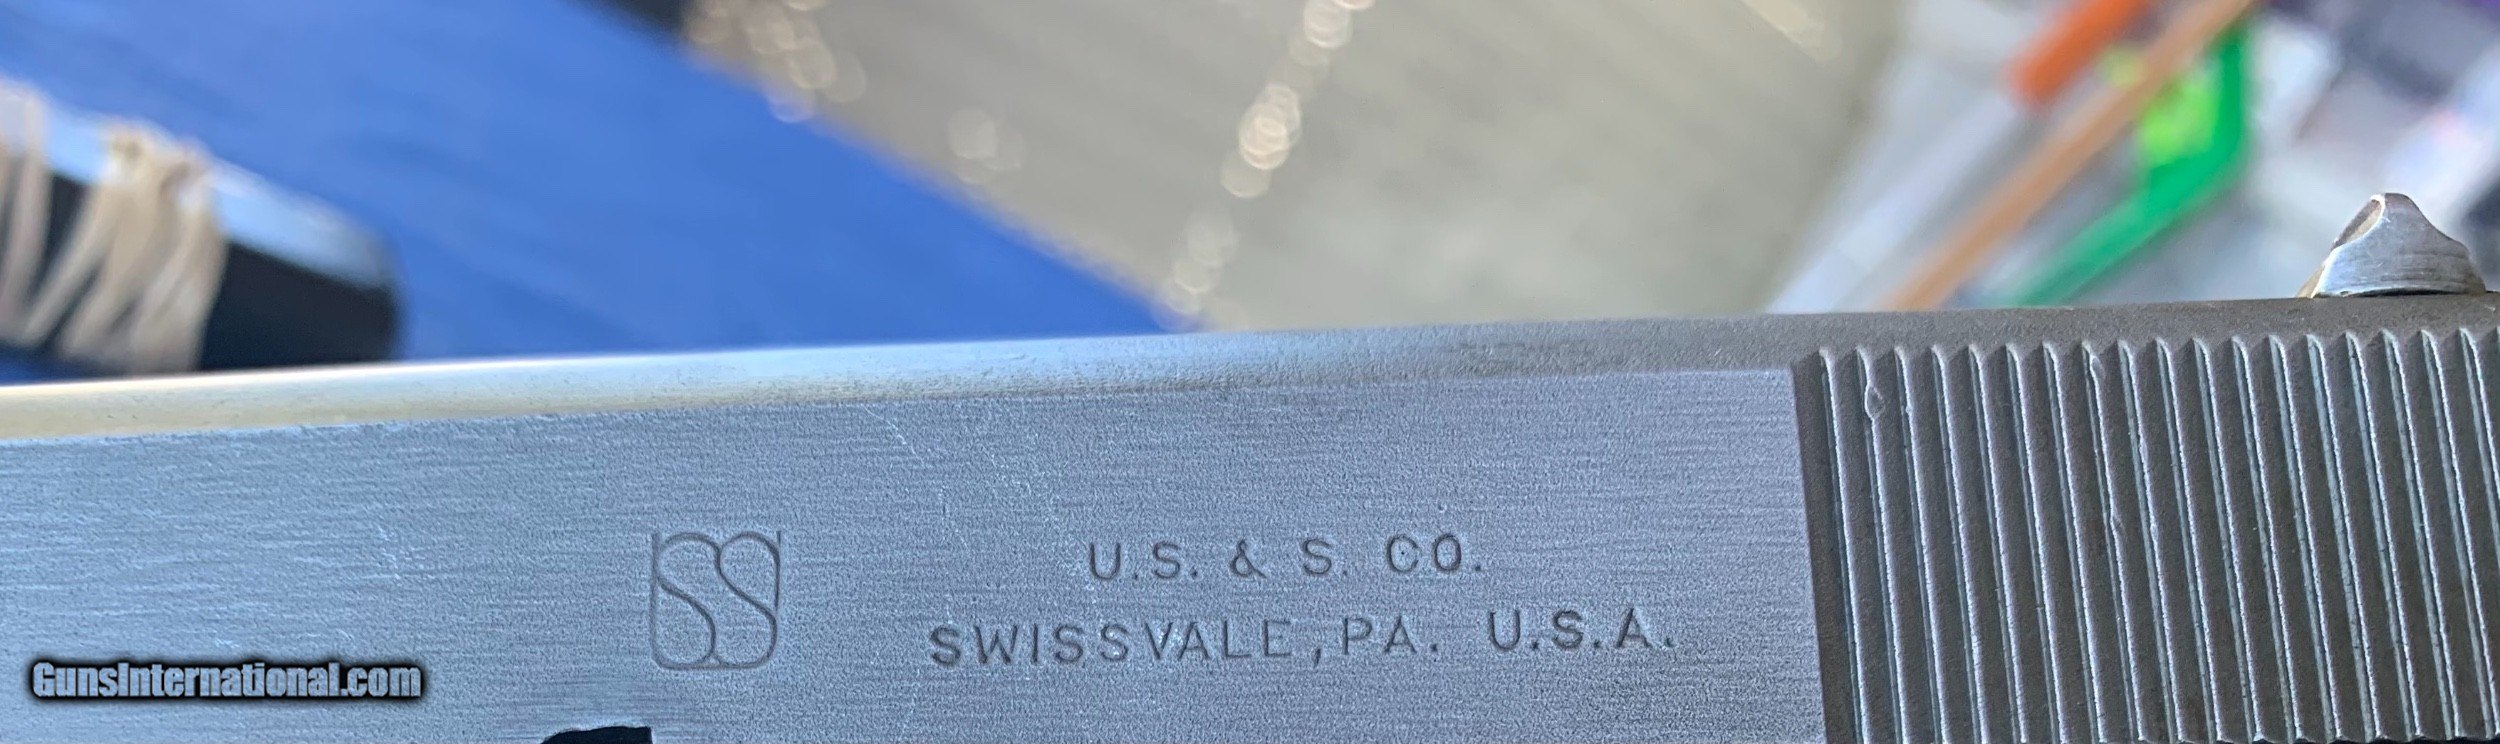 U.S. & S. CO.
SWISSVALE, PA. U.S.A.
GunsInternational.com